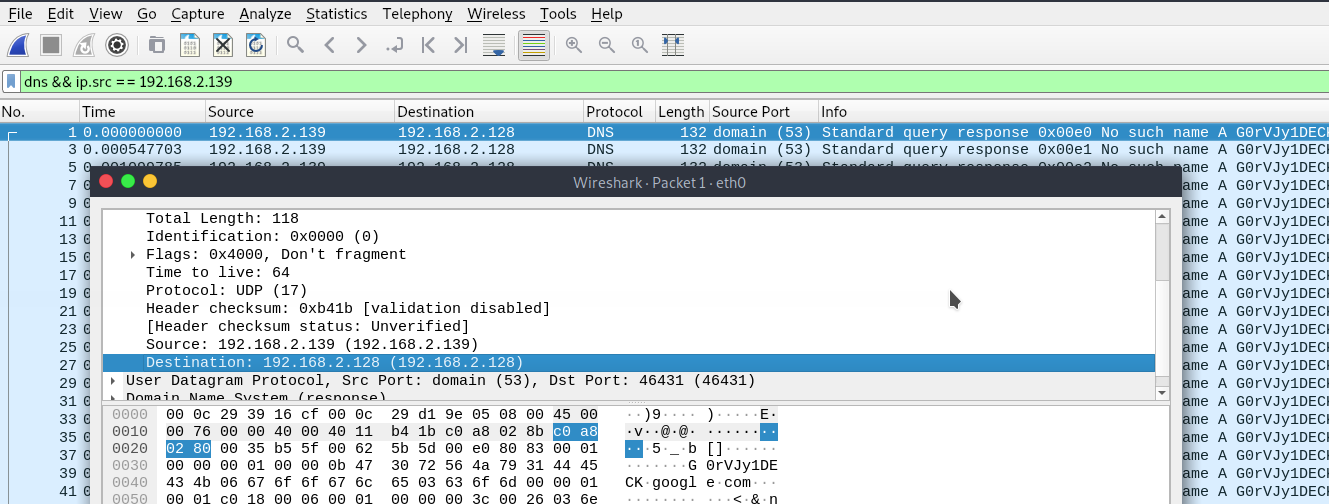 File Edit View Go Capture Analyze Statistics Telephony Wireless Tools Help
dns && ip.src == 192.168.2.139
No. Time Source Destination Protocol Length Source Port Info
1 0.000000000 192.168.2.139 192.168.2.128 DNS 132 domain (53) Standard query response 0x00e0 No such name A G0rVJy1DECK
3 0.000547703 192.168.2.139 192.168.2.128 DNS 132 domain (53) Standard query response 0x00e1 No such name A G0rVJy1DECK
5
7 ame A G0rVJy1DECK
9 ame A G0rVJy1DECK
11 ame A G0rVJy1DECK
13 ame A G0rVJy1DECK
15 ame A G0rVJy1DECK
17 ame A G0rVJy1DECK
19 ame A G0rVJy1DECK
21 ame A G0rVJy1DECK
23 ame A G0rVJy1DECK
25 ame A G0rVJy1DECK
27 ame A G0rVJy1DECK
29 ame A G0rVJy1DECK
31 ame A G0rVJy1DECK
33 ame A G0rVJy1DECK
35 ame A G0rVJy1DECK
37 ame A G0rVJy1DECK
39 ame A G0rVJy1DECK
41 ame A G0rVJy1DECK
Wireshark · Packet 1 · eth0
Total Length: 118
Identification: 0x0000 (0)
Flags: 0x4000, Don't fragment
Time to live: 64
Protocol: UDP (17)
Header checksum: 0xb41b [validation disabled]
[Header checksum status: Unverified]
Source: 192.168.2.139 (192.168.2.139)
Destination: 192.168.2.128 (192.168.2.128)
User Datagram Protocol, Src Port: domain (53), Dst Port: 46431 (46431)
Domain Name System (response)
0000 00 0c 29 39 16 cf 00 0c 29 d1 9e 05 08 00 45 00 ··)9···· )·····E·
0010 00 76 00 00 40 00 40 11 b4 1b c0 a8 02 8b c0 a8 ·v··@·@· ········
0020 02 80 00 35 b5 5f 00 62 5b 5d 00 e0 80 83 00 01 ···5·_·b []······
0030 00 00 00 01 00 00 0b 47 30 72 56 4a 79 31 44 45 ·······G 0rVJy1DE
0040 43 4b 06 67 6f 6f 67 6c 65 03 63 6f 6d 00 00 01 CK·googl e·com···
0050 00 01 c0 18 00 06 00 01 00 00 00 3c 00 26 03 6e ········ ···<·&·n